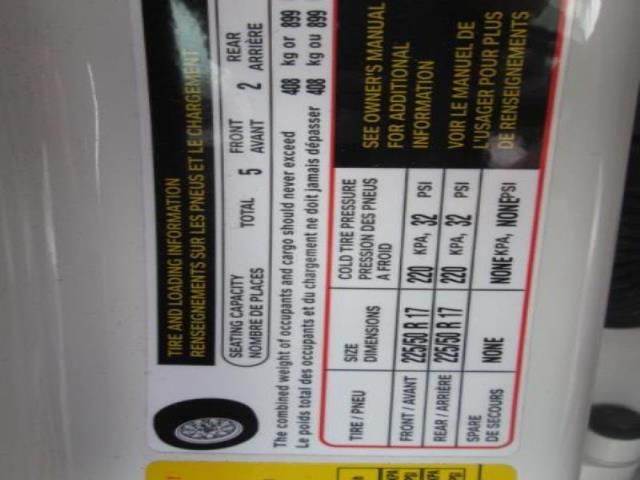 TIRE AND LOADING INFORMATION
RENSEIGNEMENTS SUR LES PNEUS ET LE CHARGEMENT
SEATING CAPACITY TOTAL 5 FRONT 2 REAR
NOMBRE DE PLACES AVANT ARRIÈRE
The combined weight of occupants and cargo should never exceed 408 kg or 899
Le poids total des occupants et du chargement ne doit jamais dépasser 408 kg ou 899
TIRE / PNEU SIZE DIMENSIONS COLD TIRE PRESSURE PRESSION DES PNEUS A FROID
FRONT / AVANT 225/50 R 17 220 KPA, 32 PSI
REAR / ARRIÈRE 225/50 R 17 220 KPA, 32 PSI
SPARE DE SECOURS NONE NONE KPA, NONE PSI
SEE OWNER'S MANUAL
FOR ADDITIONAL
INFORMATION
VOIR LE MANUEL DE
L'USAGER POUR PLUS
DE RENSEIGNEMENTS